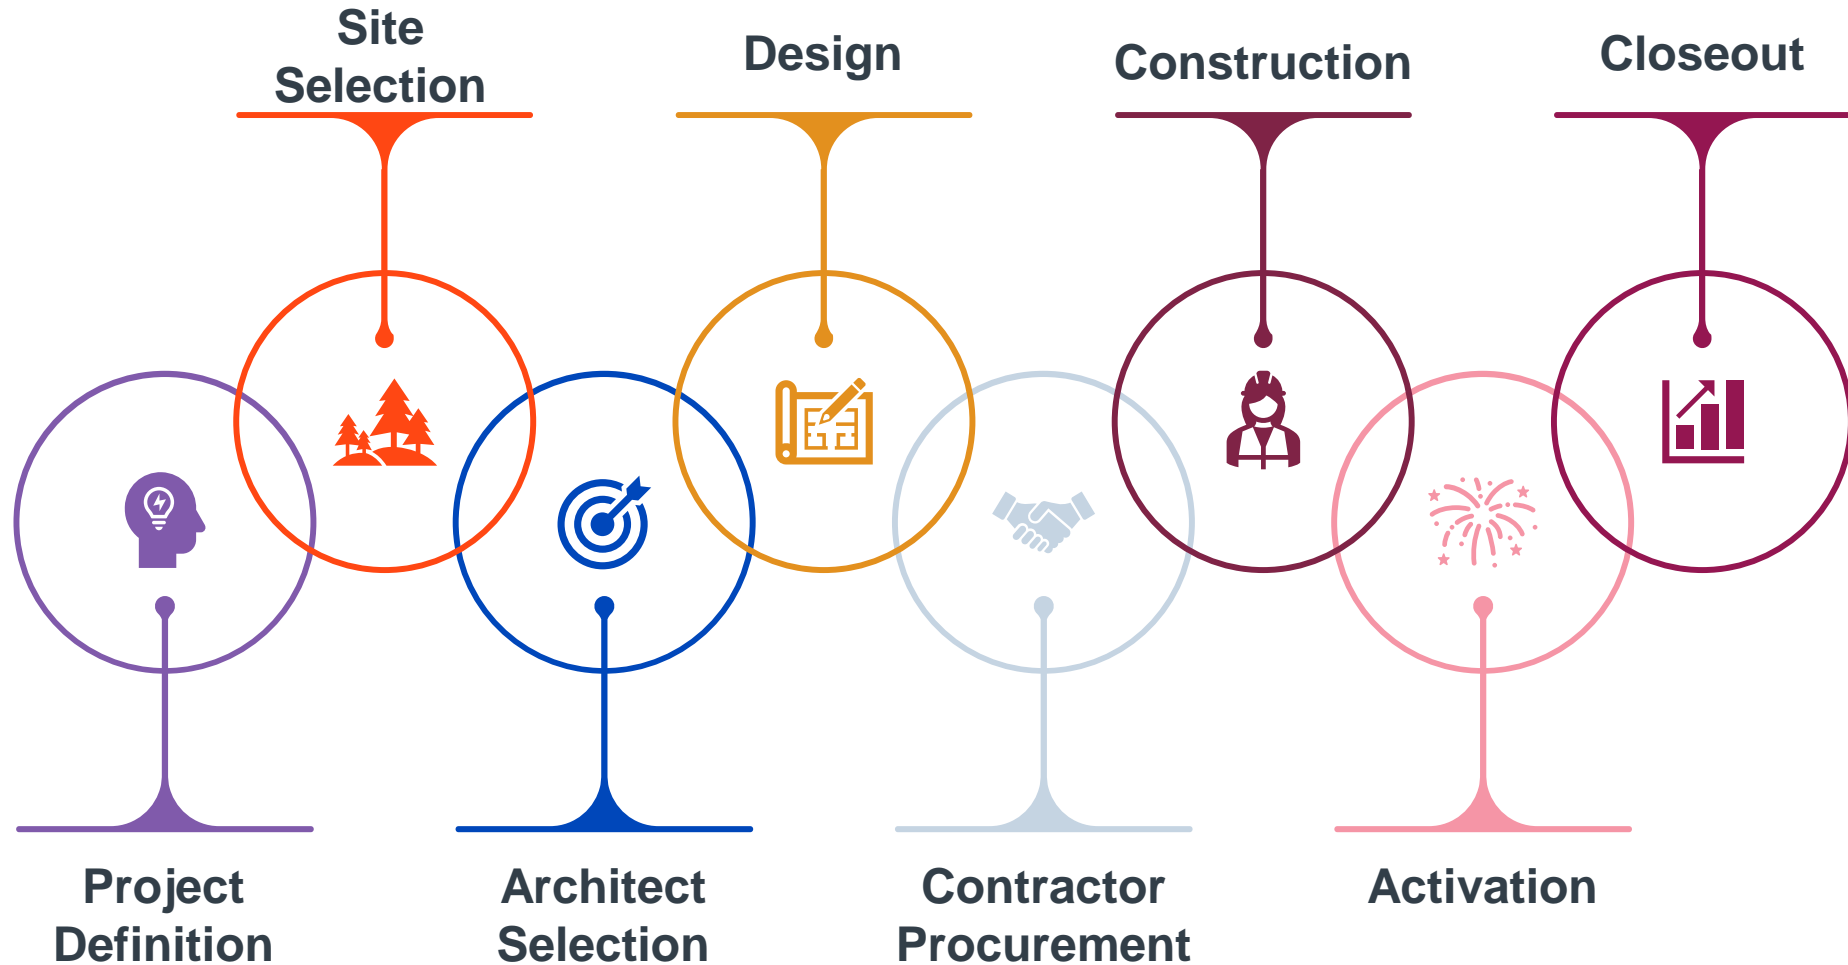 Site
Selection
Design
Construction
Closeout
Project
Definition
Architect
Selection
Contractor
Procurement
Activation